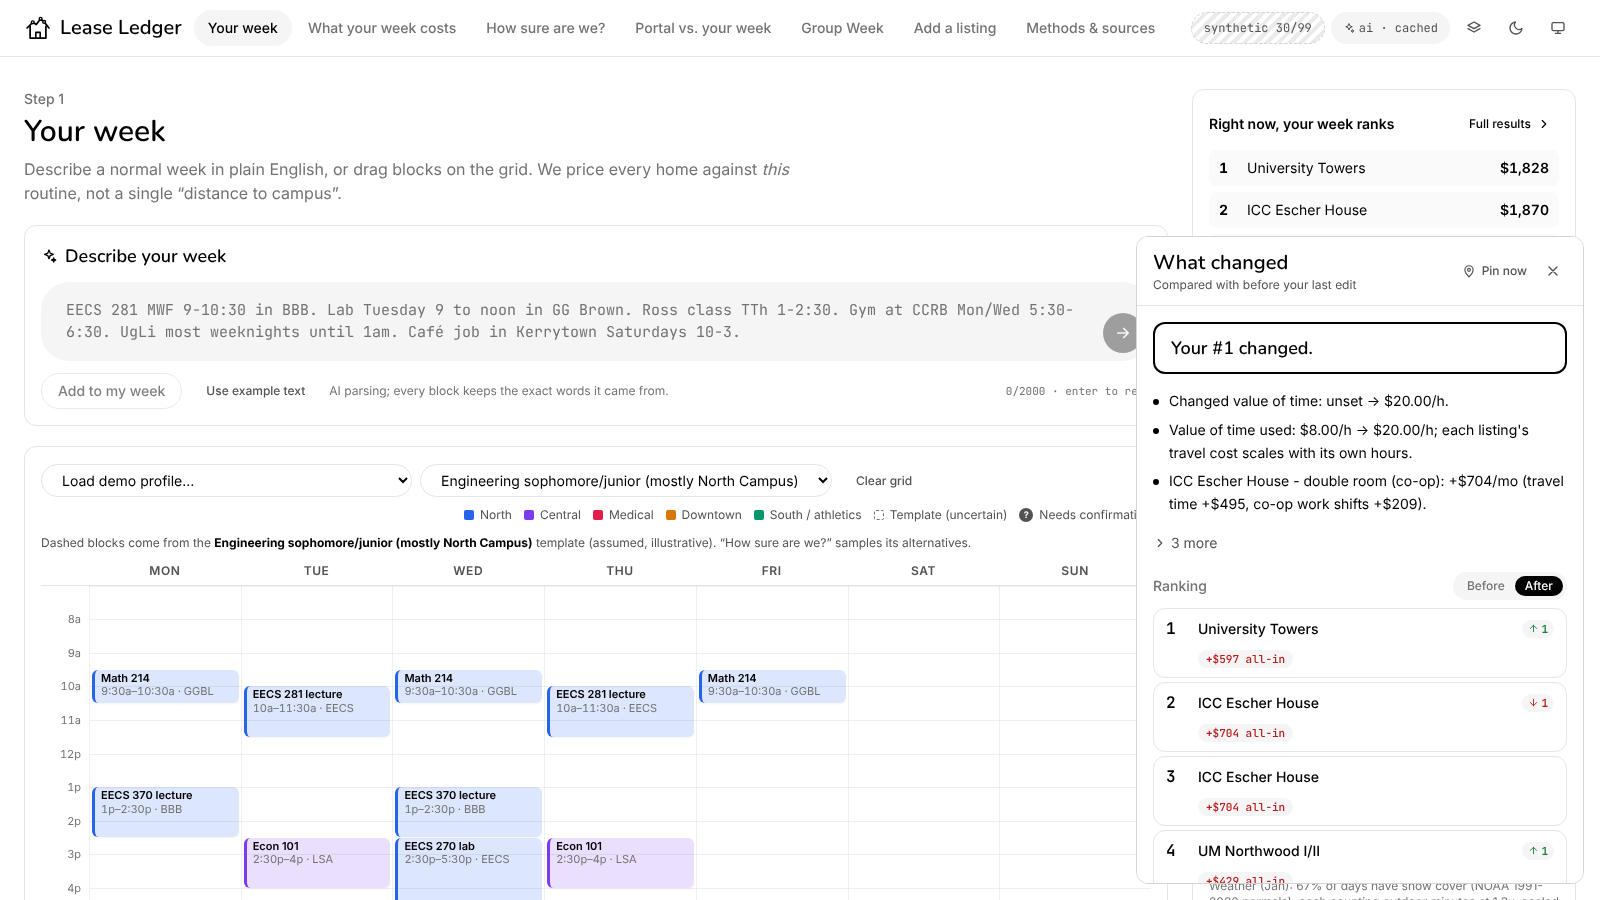 Lease Ledger
Your week
What your week costs
How sure are we?
Portal vs. your week
Group Week
Add a listing
Methods & sources
synthetic 30/99
ai · cached
Step 1
Your week
Describe a normal week in plain English, or drag blocks on the grid. We price every home against this
routine, not a single “distance to campus”.
Describe your week
EECS 281 MWF 9-10:30 in BBB. Lab Tuesday 9 to noon in GG Brown. Ross class TTh 1-2:30. Gym at CCRB Mon/Wed 5:30-
6:30. UgLi most weeknights until 1am. Café job in Kerrytown Saturdays 10-3.
Add to my week
Use example text
AI parsing; every block keeps the exact words it came from.
0/2000 · enter to re
Load demo profile...
Engineering sophomore/junior (mostly North Campus)
Clear grid
North
Central
Medical
Downtown
South / athletics
Template (uncertain)
? Needs confirmati
Dashed blocks come from the Engineering sophomore/junior (mostly North Campus) template (assumed, illustrative). “How sure are we?” samples its alternatives.
MON TUE WED THU FRI SAT SUN
8a
9a
10a
11a
12p
1p
2p
3p
4p
Math 214
9:30a–10:30a · GGBL
EECS 370 lecture
1p–2:30p · BBB
EECS 281 lecture
10a–11:30a · EECS
Econ 101
2:30p–4p · LSA
Math 214
9:30a–10:30a · GGBL
EECS 370 lecture
1p–2:30p · BBB
EECS 270 lab
2:30p–5:30p · EECS
EECS 281 lecture
10a–11:30a · EECS
Econ 101
2:30p–4p · LSA
Math 214
9:30a–10:30a · GGBL
Right now, your week ranks
Full results
1 University Towers $1,828
2 ICC Escher House $1,870
What changed
Compared with before your last edit
Pin now
Your #1 changed.
Changed value of time: unset → $20.00/h.
Value of time used: $8.00/h → $20.00/h; each listing's
travel cost scales with its own hours.
ICC Escher House - double room (co-op): +$704/mo (travel
time +$495, co-op work shifts +$209).
3 more
Ranking
Before
After
1 University Towers ↑ 1
+$597 all-in
2 ICC Escher House ↓ 1
+$704 all-in
3 ICC Escher House
+$704 all-in
4 UM Northwood I/II ↑ 1
+$429 all-in
Weather (Jan): 67% of days have snow cover (NOAA 1991-